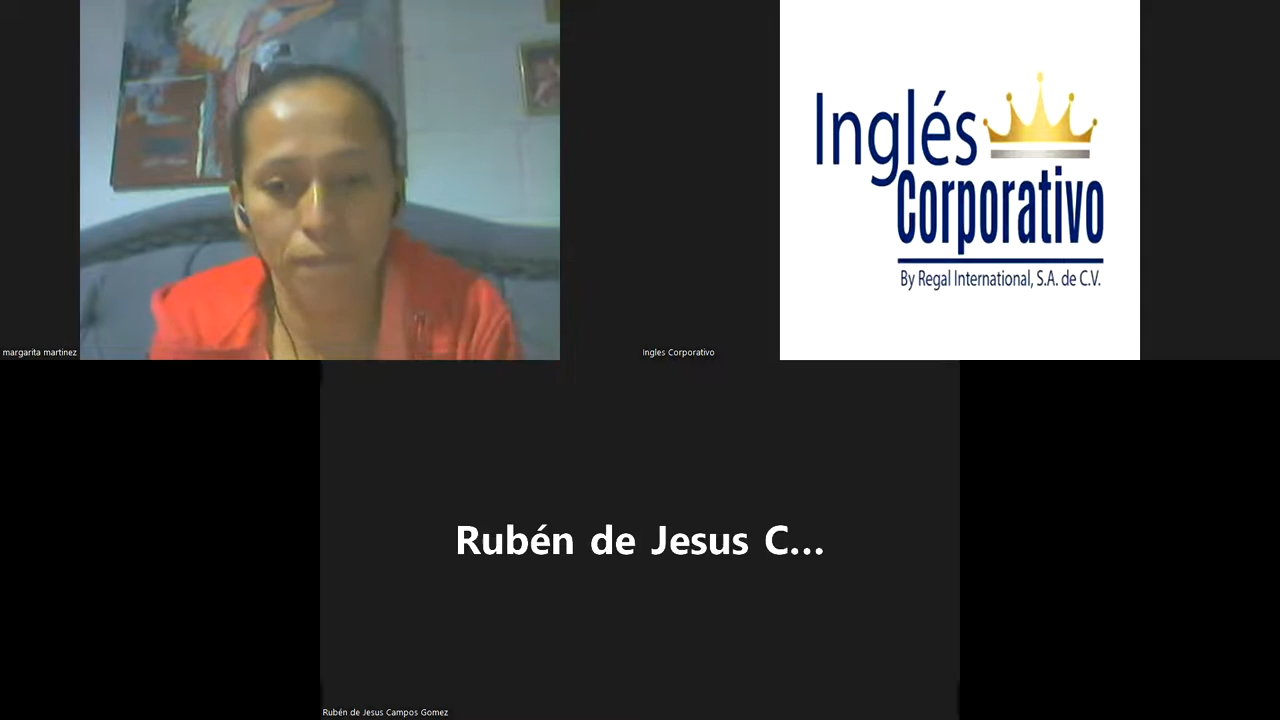 Inglés
Corporativo
By Regal International, S.A. de C.V.
margarita martinez
Ingles Corporativo
Rubén de Jesus C...
Rubén de Jesus Campos Gomez